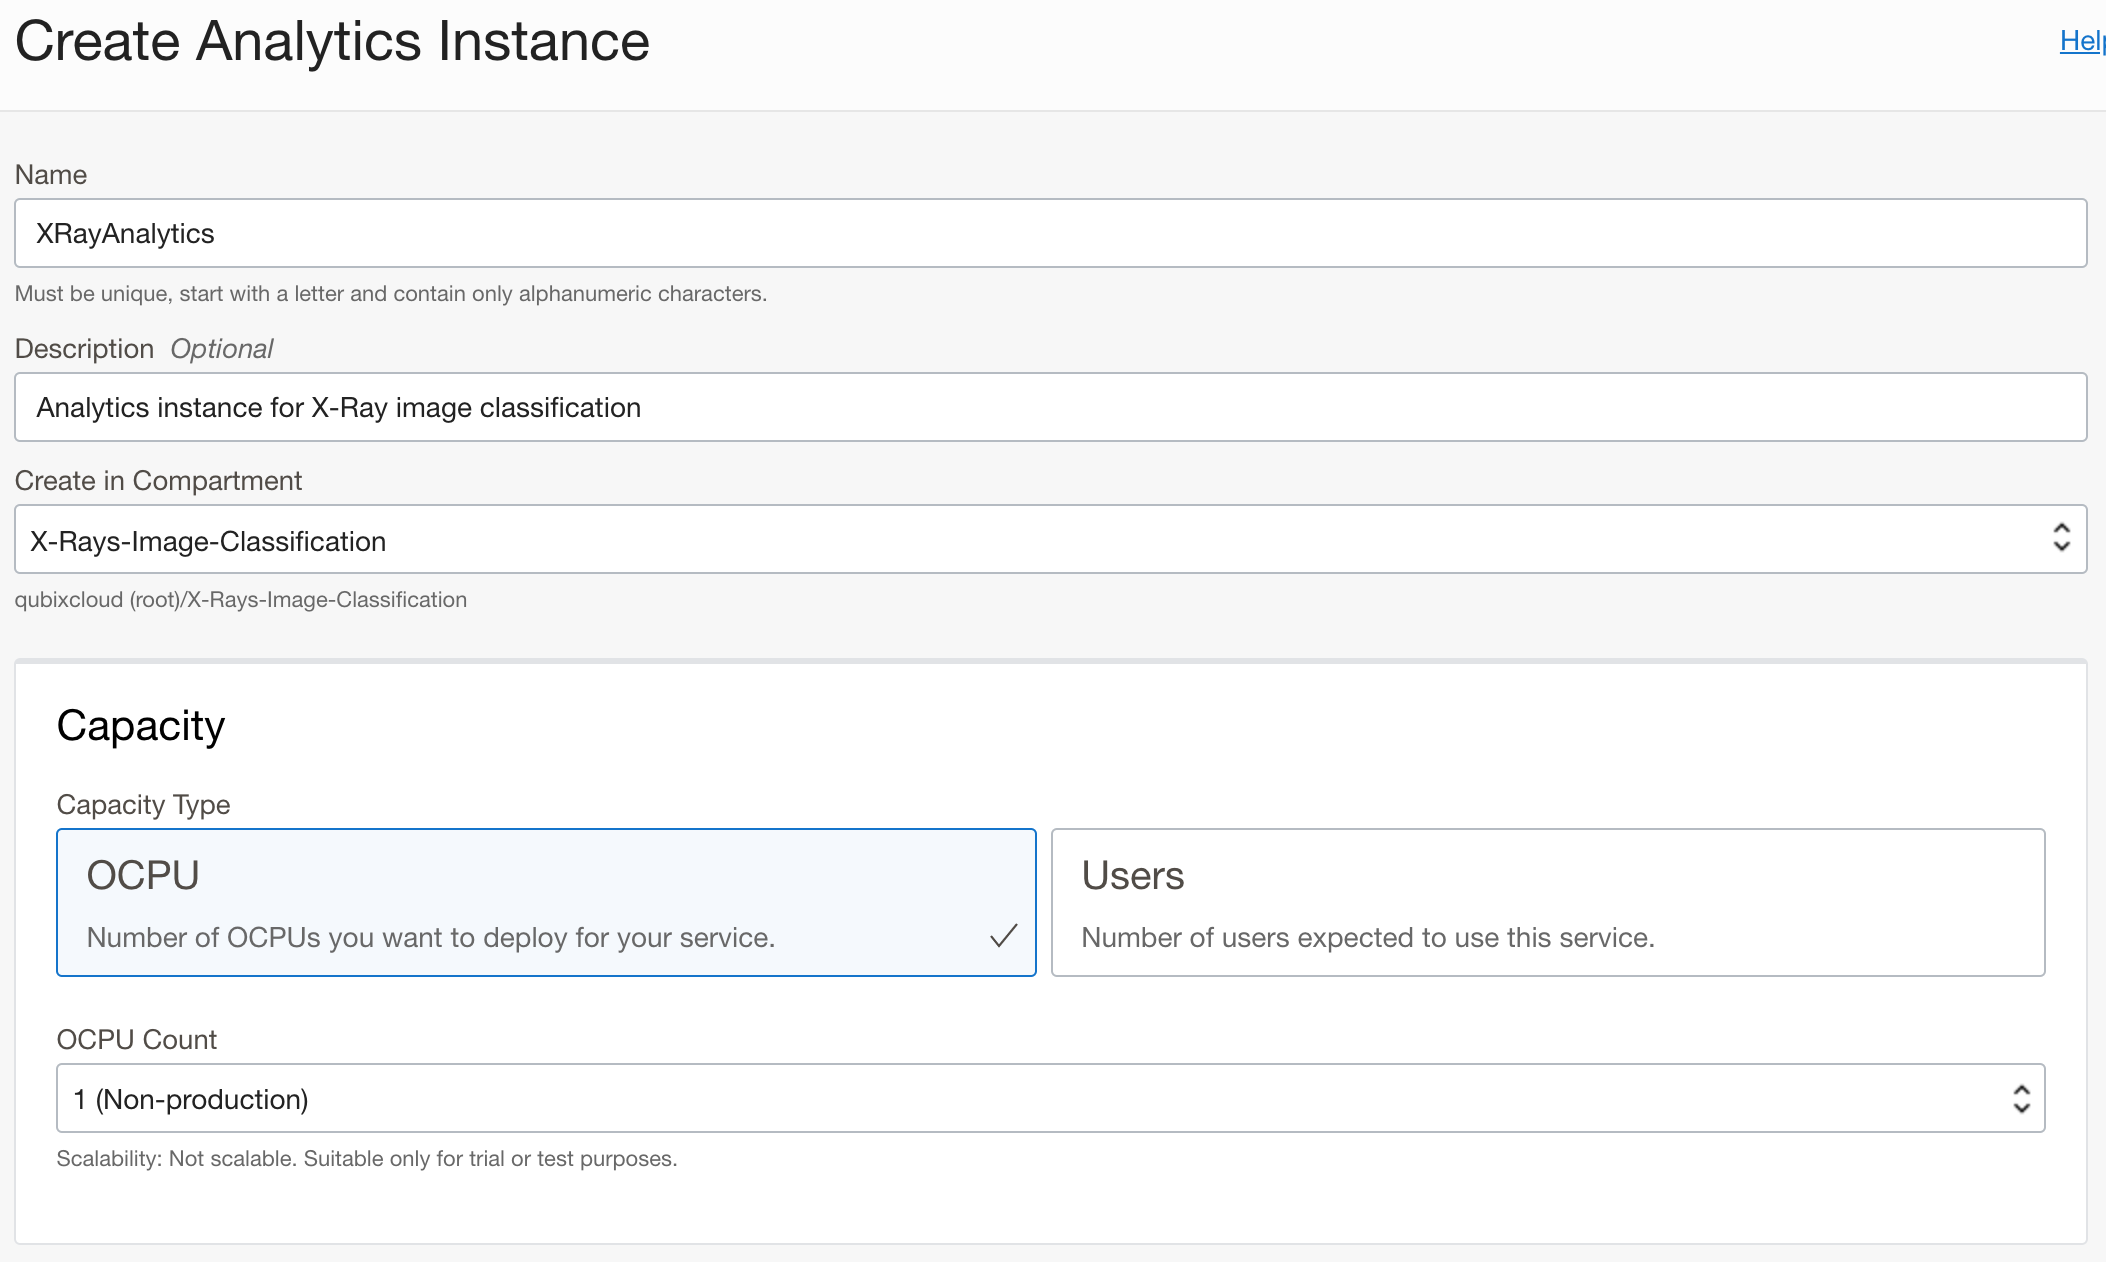 Create Analytics Instance
Help
Name
XRayAnalytics
Must be unique, start with a letter and contain only alphanumeric characters.
Description Optional
Analytics instance for X-Ray image classification
Create in Compartment
X-Rays-Image-Classification
qubixcloud (root)/X-Rays-Image-Classification
Capacity
Capacity Type
OCPU
Number of OCPUs you want to deploy for your service.
Users
Number of users expected to use this service.
OCPU Count
1 (Non-production)
Scalability: Not scalable. Suitable only for trial or test purposes.